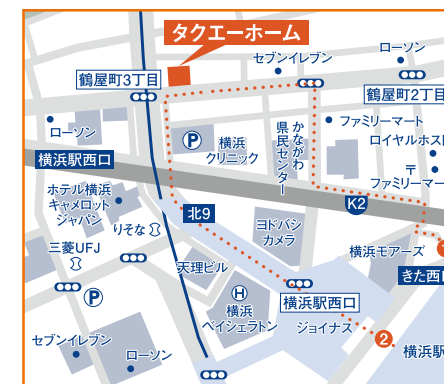 タクエーホーム
セブンイレブン
ローソン
鶴屋町3丁目
鶴屋町2丁目
ローソン
P
横浜
クリニック
かながわ
県民センター
ファミリーマート
ロイヤルホス
〒
ファミリーマー
横浜駅西口
K2
ホテル横浜
キャメロット
ジャパン
北9
りそな
ヨドバシ
カメラ
横浜モアーズ
三菱UFJ
天理ビル
きた西口
P
H
横浜
ベイシェラトン
横浜駅西口
ジョイナス
2
セブンイレブン
ローソン
横浜駅